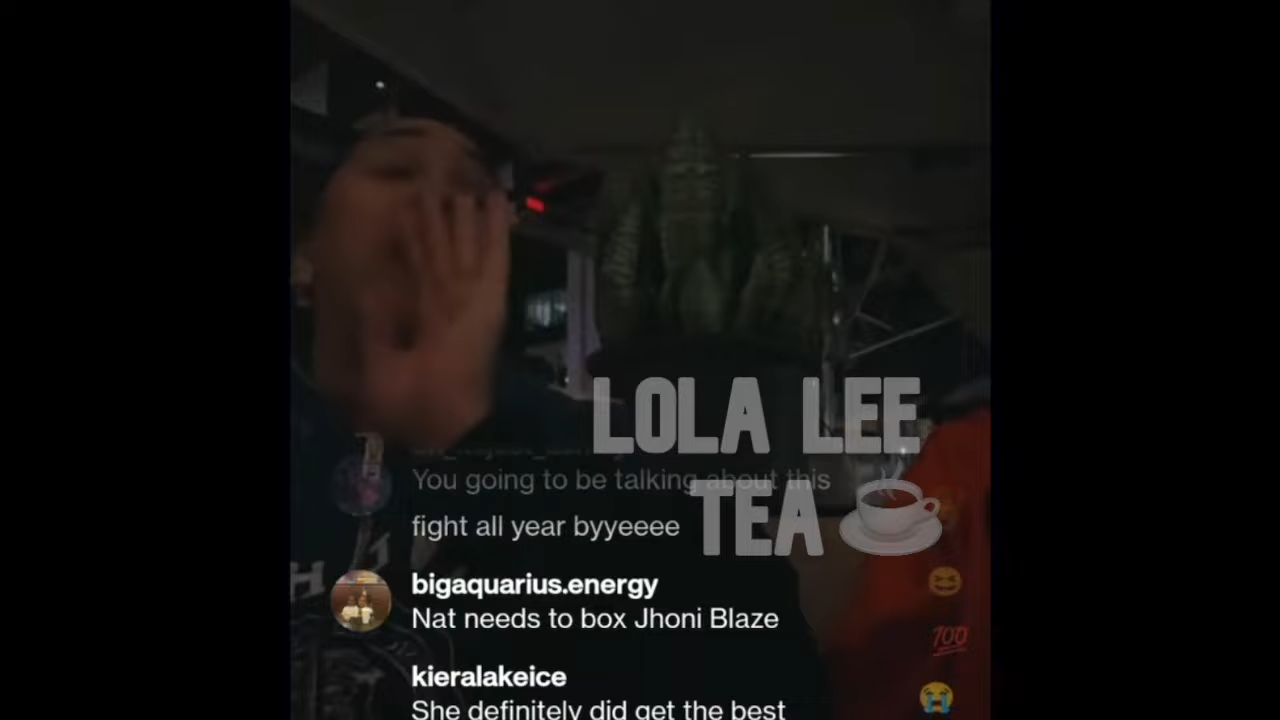 LOLA LEE
You going to be talking about this
TEA
fight all year byyeeee
bigaquarius.energy
Nat needs to box Jhoni Blaze
100
kieralakeice
She definitely did get the best